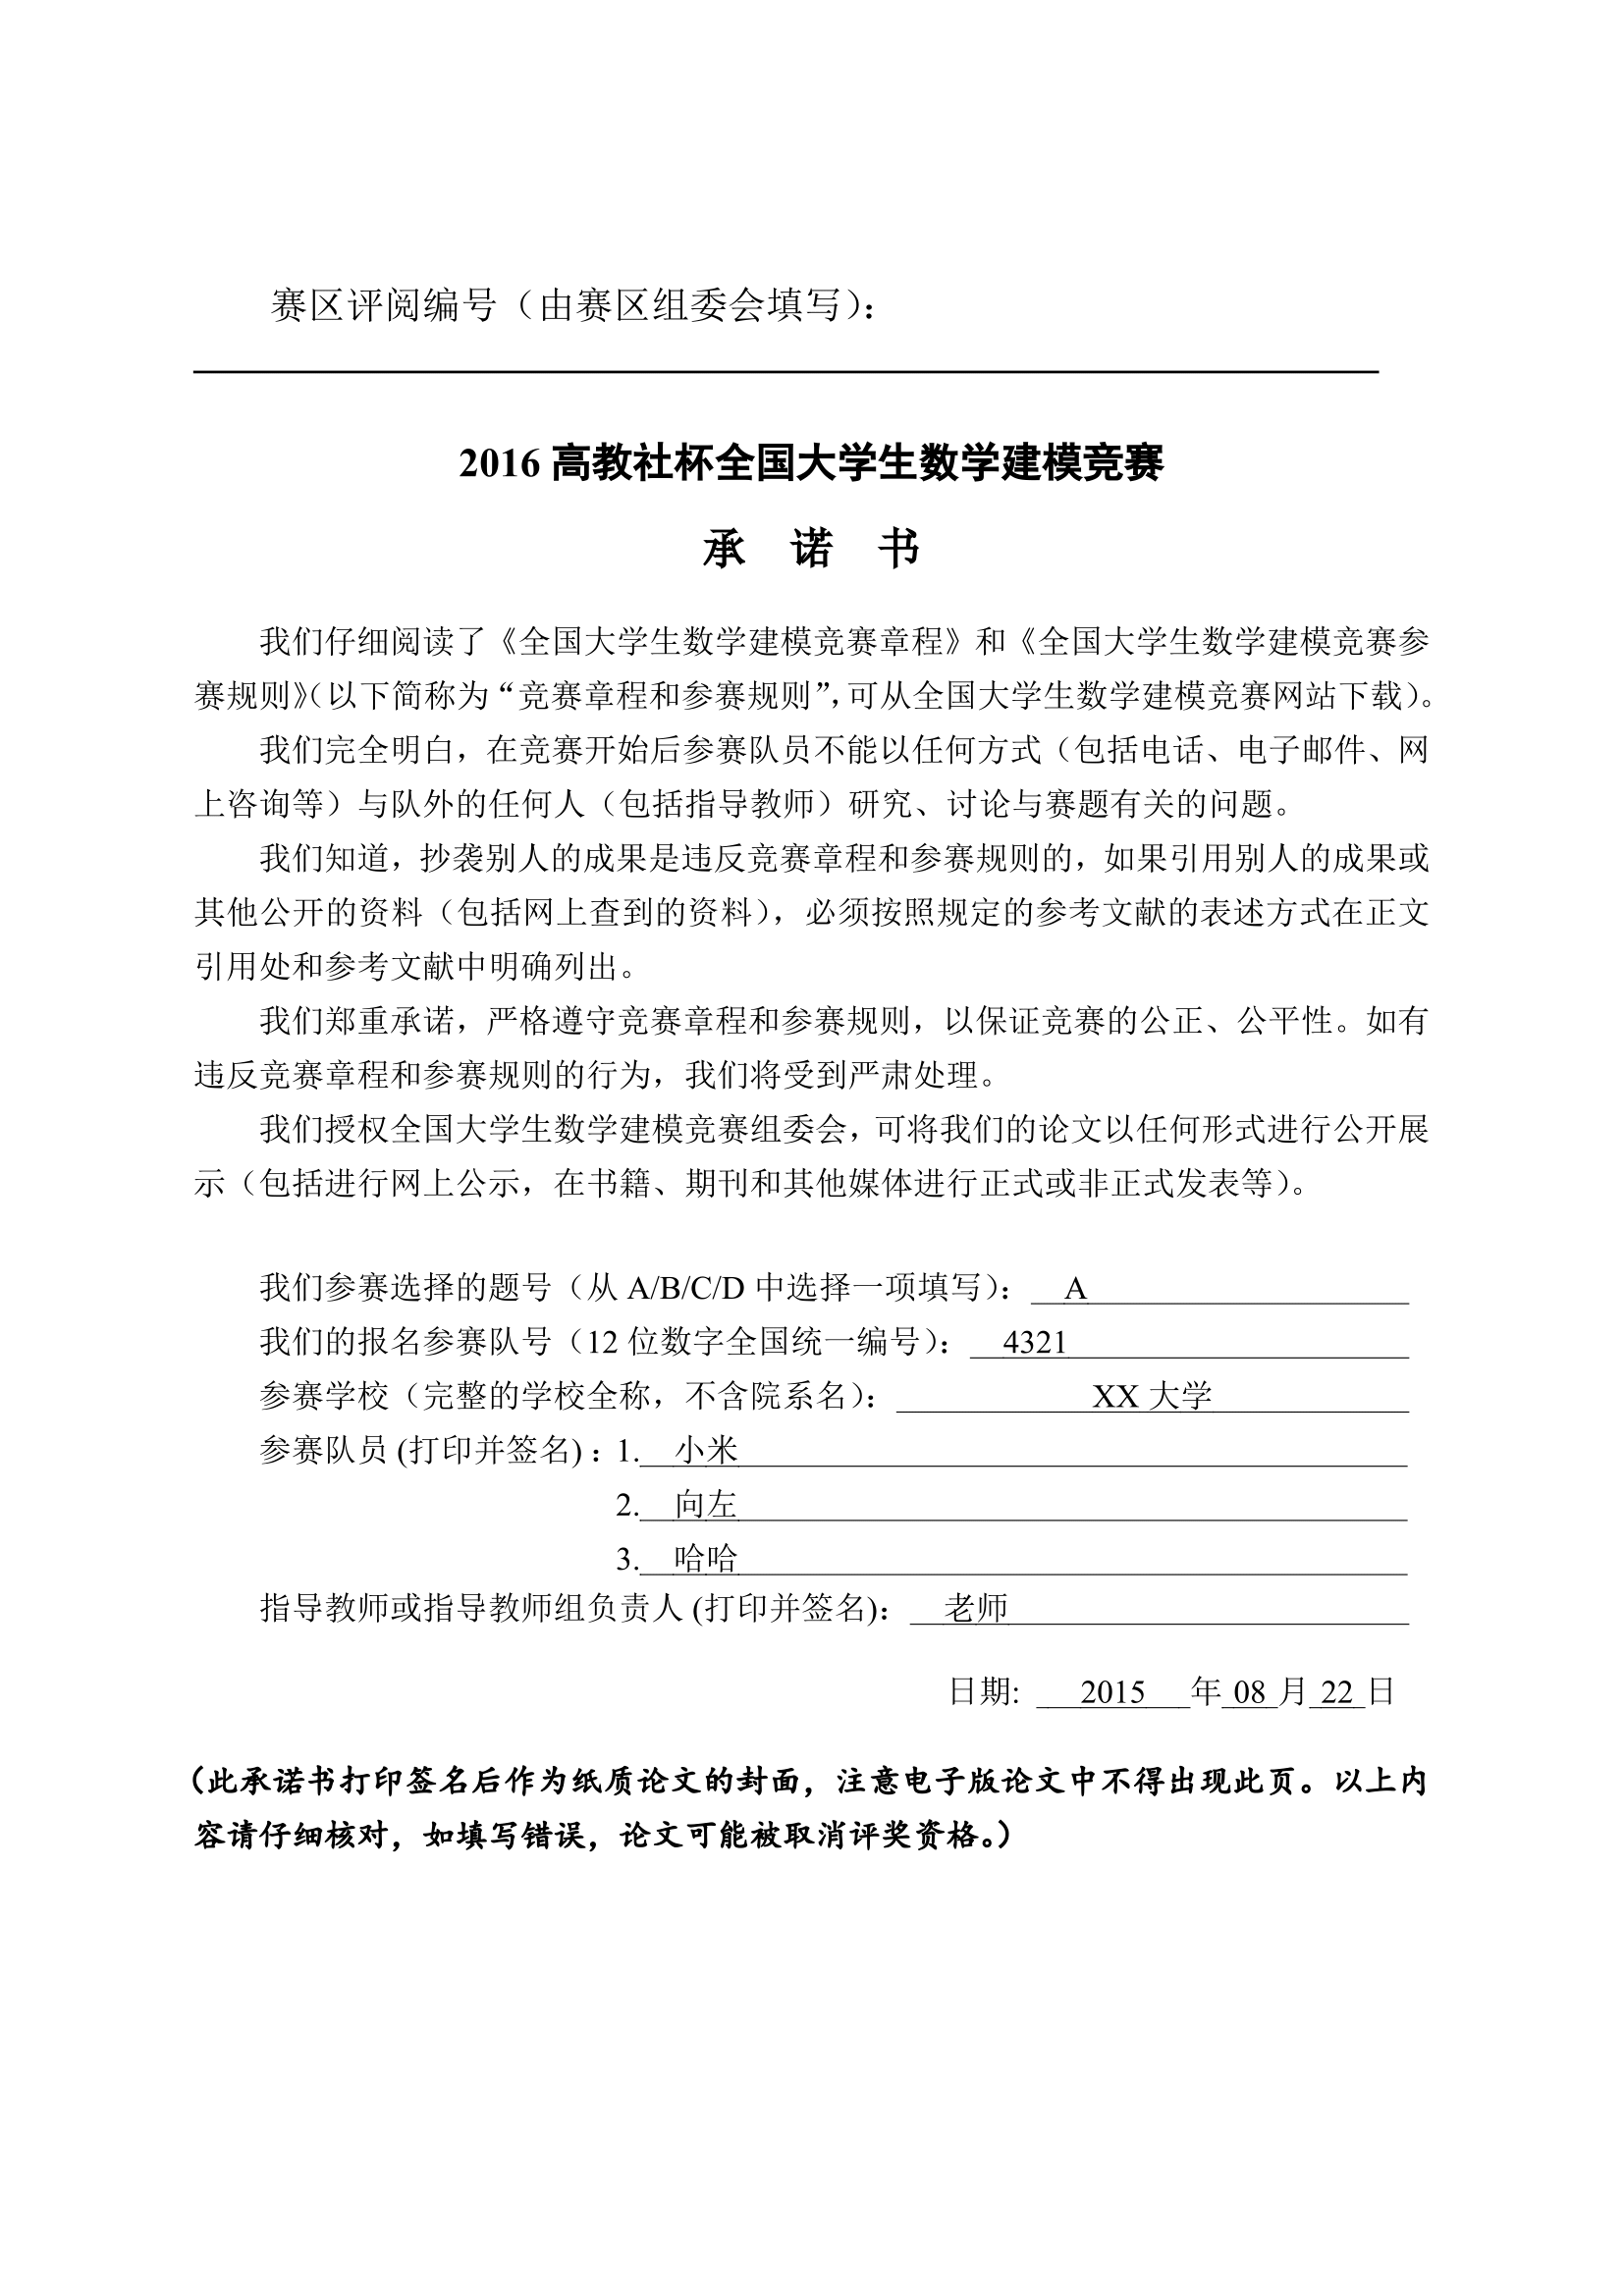 赛区评阅编号（由赛区组委会填写）：
2016 高教社杯全国大学生数学建模竞赛
承 诺 书
我们仔细阅读了《全国大学生数学建模竞赛章程》和《全国大学生数学建模竞赛参
赛规则》（以下简称为“竞赛章程和参赛规则”，可从全国大学生数学建模竞赛网站下载）。
我们完全明白，在竞赛开始后参赛队员不能以任何方式（包括电话、电子邮件、网
上咨询等）与队外的任何人（包括指导教师）研究、讨论与赛题有关的问题。
我们知道，抄袭别人的成果是违反竞赛章程和参赛规则的，如果引用别人的成果或
其他公开的资料（包括网上查到的资料），必须按照规定的参考文献的表述方式在正文
引用处和参考文献中明确列出。
我们郑重承诺，严格遵守竞赛章程和参赛规则，以保证竞赛的公正、公平性。如有
违反竞赛章程和参赛规则的行为，我们将受到严肃处理。
我们授权全国大学生数学建模竞赛组委会，可将我们的论文以任何形式进行公开展
示（包括进行网上公示，在书籍、期刊和其他媒体进行正式或非正式发表等）。
我们参赛选择的题号（从 A/B/C/D 中选择一项填写）： A
我们的报名参赛队号（12 位数字全国统一编号）： 4321
参赛学校（完整的学校全称，不含院系名）： XX 大学
参赛队员 (打印并签名) ：1. 小米
2. 向左
3. 哈哈
指导教师或指导教师组负责人 (打印并签名)： 老师
日期: 2015 年 08 月 22 日
（此承诺书打印签名后作为纸质论文的封面，注意电子版论文中不得出现此页。以上内
容请仔细核对，如填写错误，论文可能被取消评奖资格。）